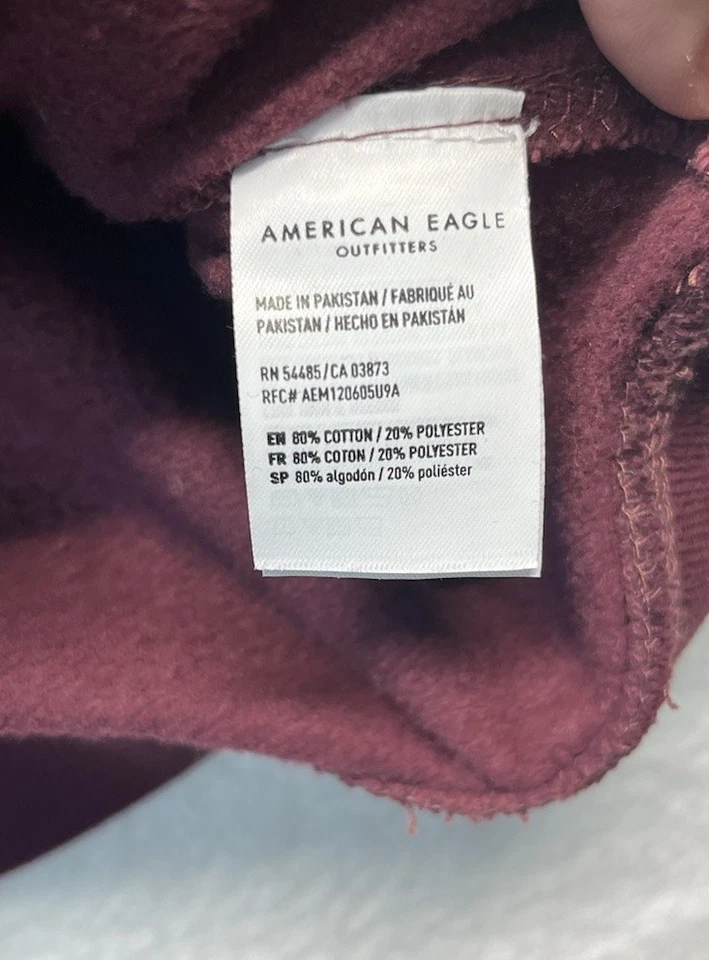 AMERICAN EAGLE
OUTFITTERS
MADE IN PAKISTAN / FABRIQUÉ AU
PAKISTAN / HECHO EN PAKISTÁN
RN 54485/CA 03873
RFC# AEM120605U9A
EN 80% COTTON / 20% POLYESTER
FR 80% COTON / 20% POLYESTER
SP 80% algodón / 20% poliéster